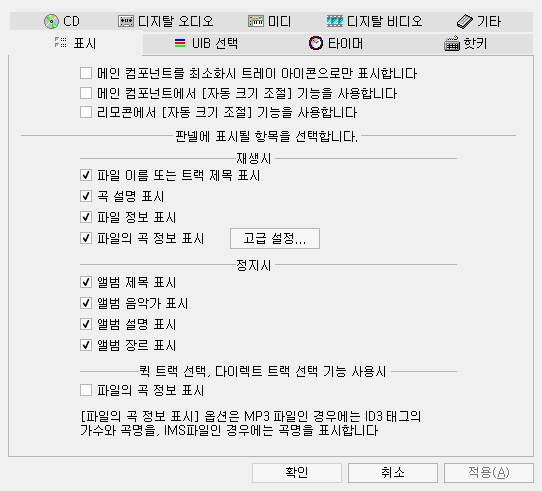 CD 디지탈 오디오 미디 디지탈 비디오 기타
표시 UIB 선택 타이머 핫키
메인 컴포넌트를 최소화시 트레이 아이콘으로만 표시합니다
메인 컴포넌트에서 [자동 크기 조절] 기능을 사용합니다
리모콘에서 [자동 크기 조절] 기능을 사용합니다
판넬에 표시될 항목을 선택합니다.
재생시
파일 이름 또는 트랙 제목 표시
곡 설명 표시
파일 정보 표시
파일의 곡 정보 표시 고급 설정...
정지시
앨범 제목 표시
앨범 음악가 표시
앨범 설명 표시
앨범 장르 표시
퀵 트랙 선택, 다이렉트 트랙 선택 기능 사용시
파일의 곡 정보 표시
[파일의 곡 정보 표시] 옵션은 MP3 파일인 경우에는 ID3 태그의
가수와 곡명을, IMS파일인 경우에는 곡명을 표시합니다
확인 취소 적용(A)